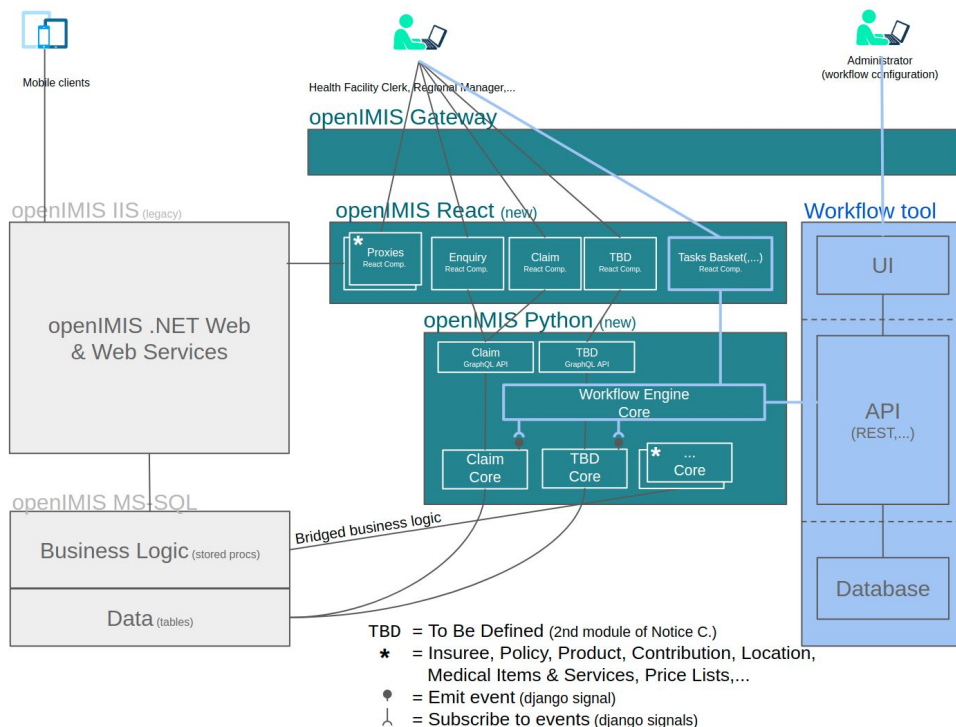 Mobile clients
Health Facility Clerk, Regional Manager,...
Administrator
(workflow configuration)
openIMIS Gateway
openIMIS IIS (legacy)
openIMIS React (new)
Workflow tool
* Proxies
React Comp.
Enquiry
React Comp.
Claim
React Comp.
TBD
React Comp.
Tasks Basket(,...)
React Comp.
UI
openIMIS .NET Web
& Web Services
openIMIS Python (new)
Claim
GraphQL API
TBD
GraphQL API
Workflow Engine
Core
API
(REST,...)
Claim
Core
TBD
Core
* ...
Core
openIMIS MS-SQL
Business Logic (stored procs)
Bridged business logic
Data (tables)
Database
TBD = To Be Defined (2nd module of Notice C.)
* = Insuree, Policy, Product, Contribution, Location,
Medical Items & Services, Price Lists,...
= Emit event (django signal)
= Subscribe to events (django signals)